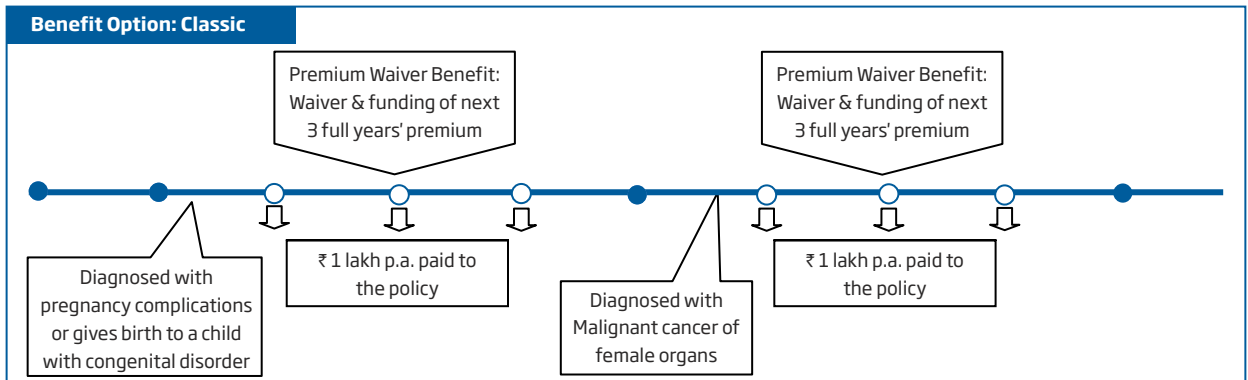 Benefit Option: Classic
Premium Waiver Benefit:
Waiver & funding of next
3 full years' premium
Premium Waiver Benefit:
Waiver & funding of next
3 full years' premium
Diagnosed with
pregnancy complications
or gives birth to a child
with congenital disorder
₹ 1 lakh p.a. paid to
the policy
Diagnosed with
Malignant cancer of
female organs
₹ 1 lakh p.a. paid to
the policy